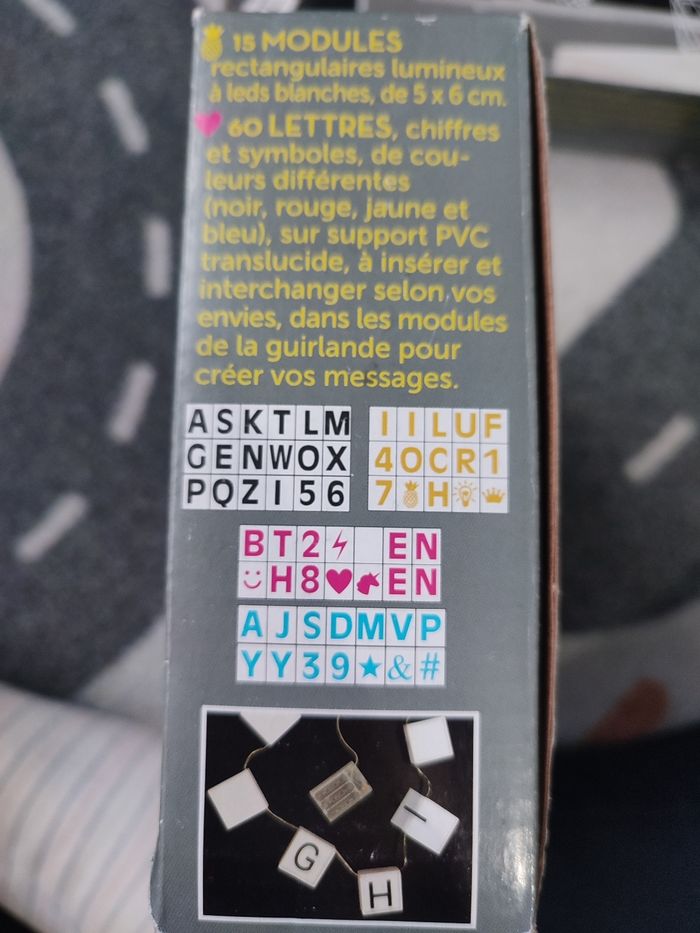 15 MODULES
rectangulaires lumineux
à leds blanches, de 5 x 6 cm.
60 LETTRES, chiffres
et symboles, de cou-
leurs différentes
(noir, rouge, jaune et
bleu), sur support PVC
translucide, à insérer et
interchanger selon vos
envies, dans les modules
de la guirlande pour
créer vos messages.
ASKTLM
GENWOX
PQZI56
IILUF
4OCR1
7 H
BT2 EN
H8 EN
AJSDMVP
YY39★&#
G
H
I